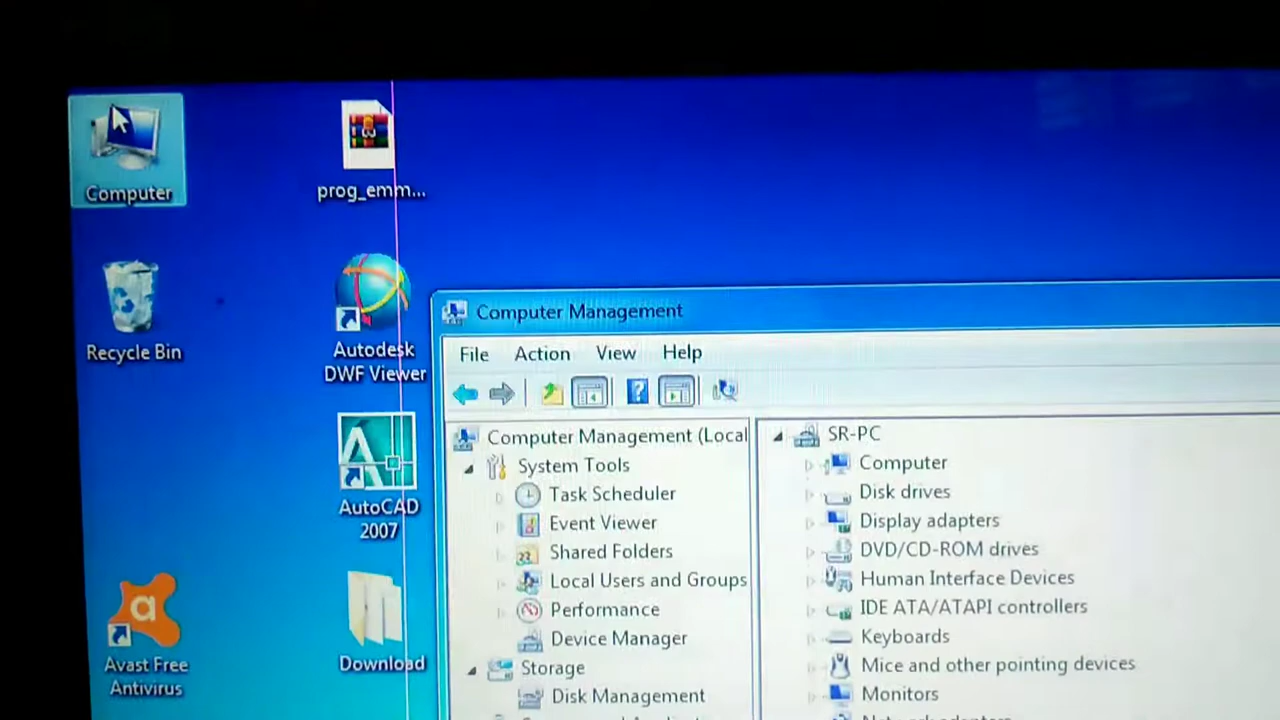 Computer
prog_emm...
Recycle Bin
Autodesk
DWF Viewer
AutoCAD
2007
Avast Free
Antivirus
Download
Computer Management
File Action View Help
Computer Management (Local
System Tools
Task Scheduler
Event Viewer
Shared Folders
Local Users and Groups
Performance
Device Manager
Storage
Disk Management
SR-PC
Computer
Disk drives
Display adapters
DVD/CD-ROM drives
Human Interface Devices
IDE ATA/ATAPI controllers
Keyboards
Mice and other pointing devices
Monitors